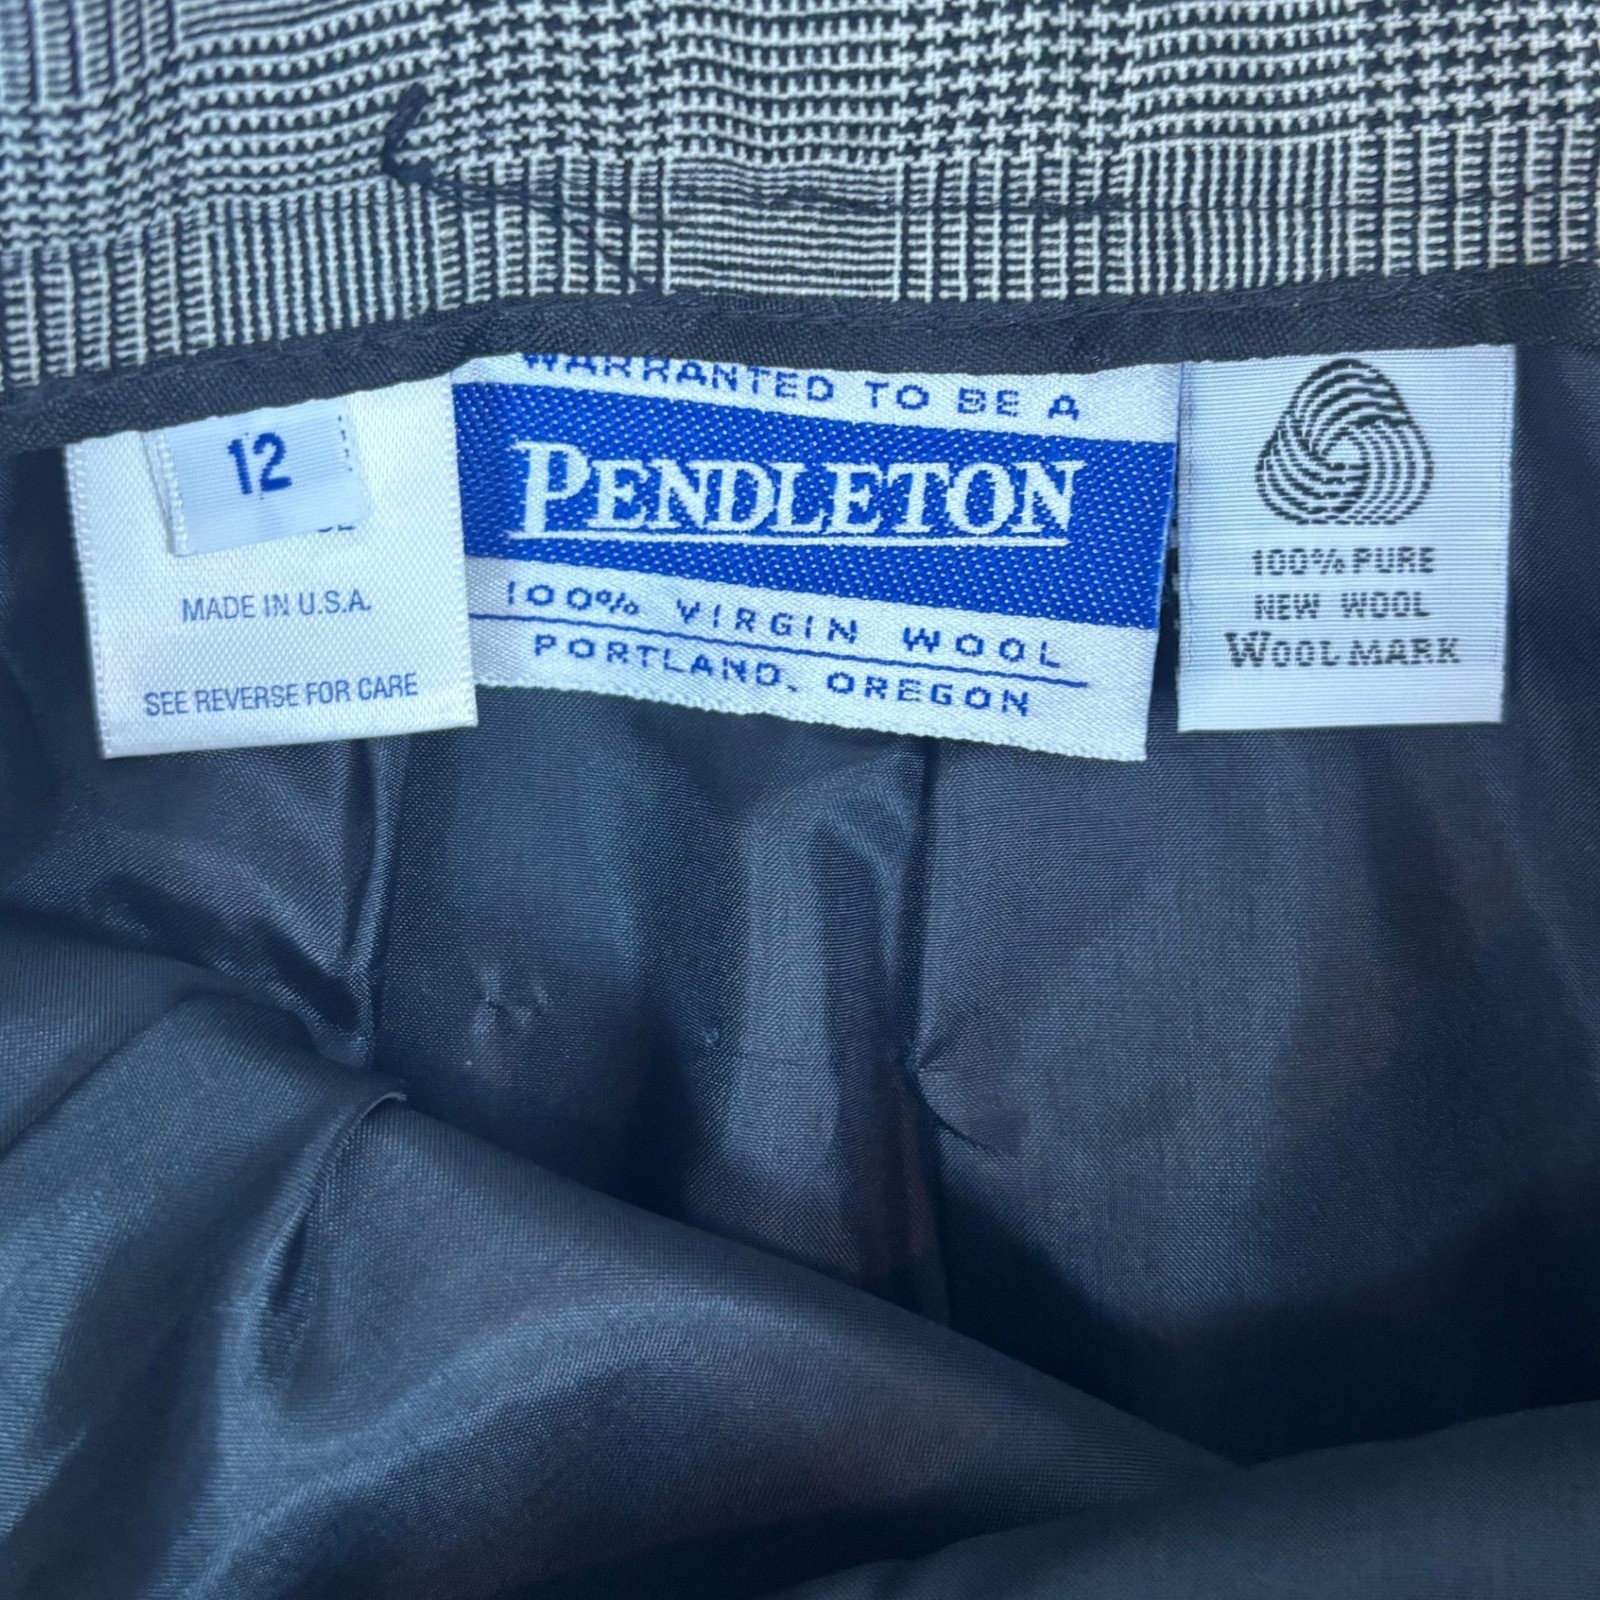 12
MADE IN U.S.A.
SEE REVERSE FOR CARE
WARRANTED TO BE A
PENDLETON
100% VIRGIN WOOL
PORTLAND, OREGON
100% PURE
NEW WOOL
WOOLMARK